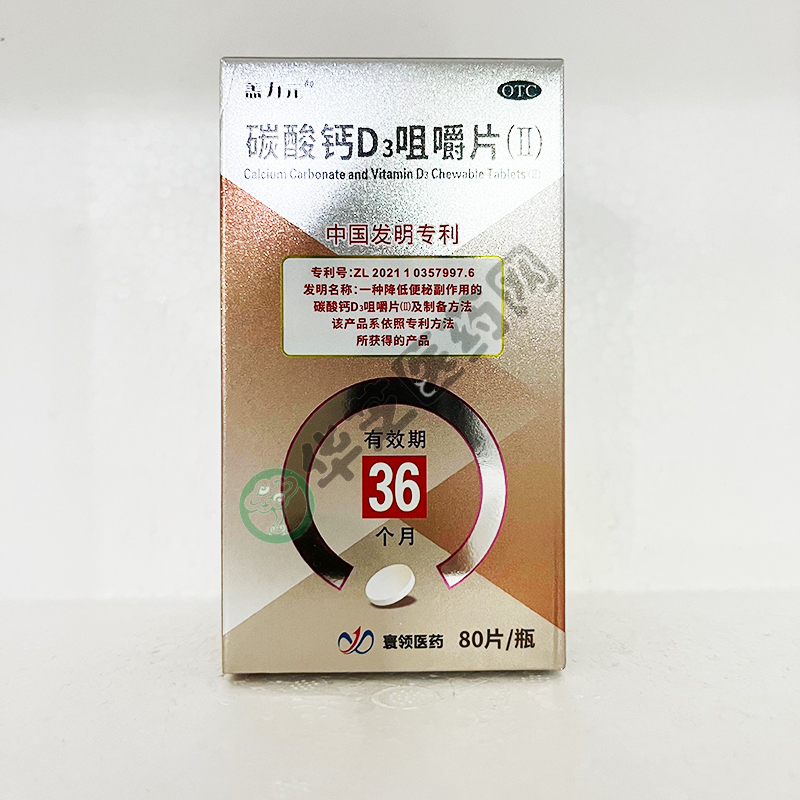 盖力元®
OTC
碳酸钙D3咀嚼片(II)
Calcium Carbonate and Vitamin D3 Chewable Tablets(II)
中国发明专利
专利号:ZL 2021 1 0357997.6
发明名称:一种降低便秘副作用的
碳酸钙D3咀嚼片(II)及制备方法
该产品系依照专利方法
所获得的产品
有效期
36
个月
寰领医药
80片/瓶